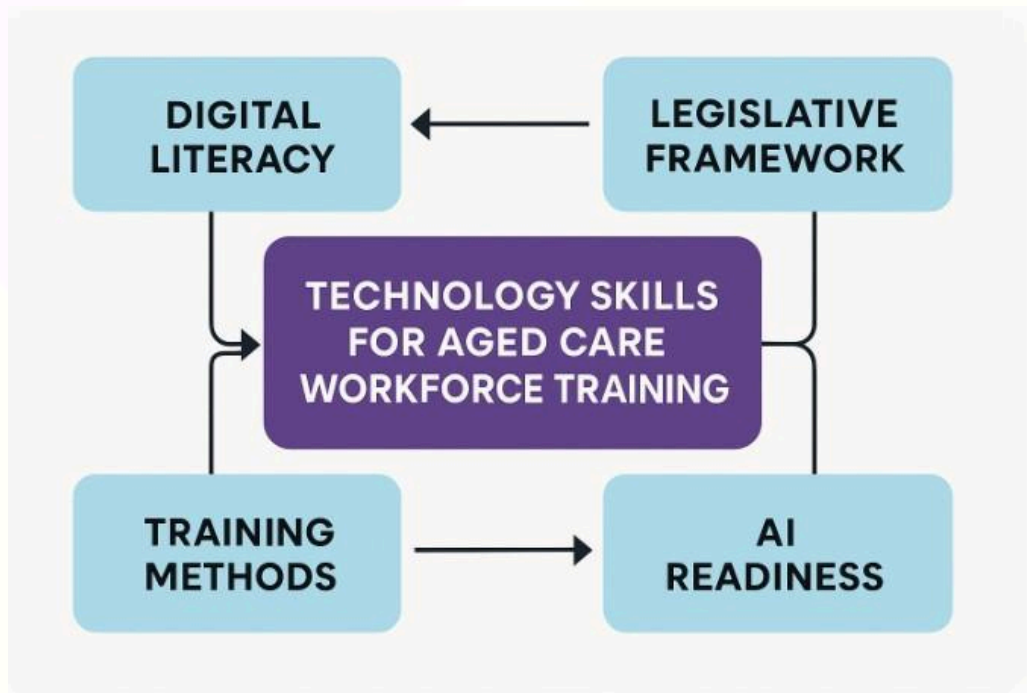 DIGITAL
LITERACY
LEGISLATIVE
FRAMEWORK
TECHNOLOGY SKILLS
FOR AGED CARE
WORKFORCE TRAINING
TRAINING
METHODS
AI
READINESS